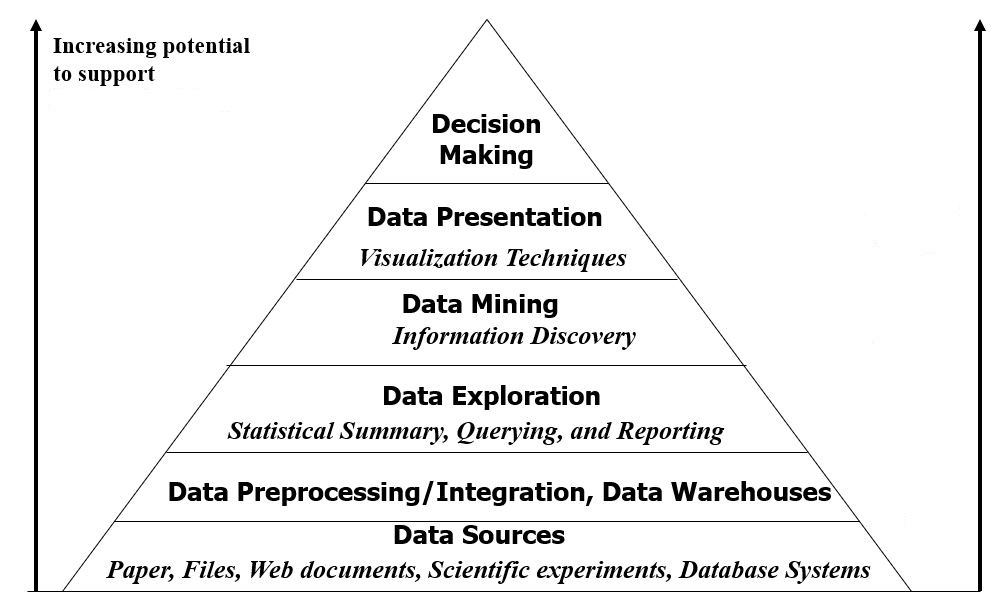 Increasing potential
to support
Decision
Making
Data Presentation
Visualization Techniques
Data Mining
Information Discovery
Data Exploration
Statistical Summary, Querying, and Reporting
Data Preprocessing/Integration, Data Warehouses
Data Sources
Paper, Files, Web documents, Scientific experiments, Database Systems